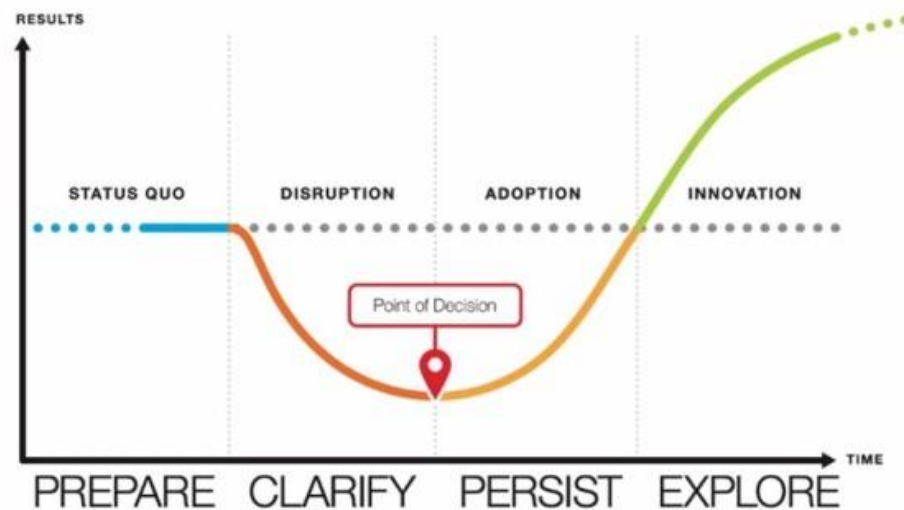 RESULTS
STATUS QUO
DISRUPTION
ADOPTION
INNOVATION
Point of Decision
TIME
PREPARE
CLARIFY
PERSIST
EXPLORE